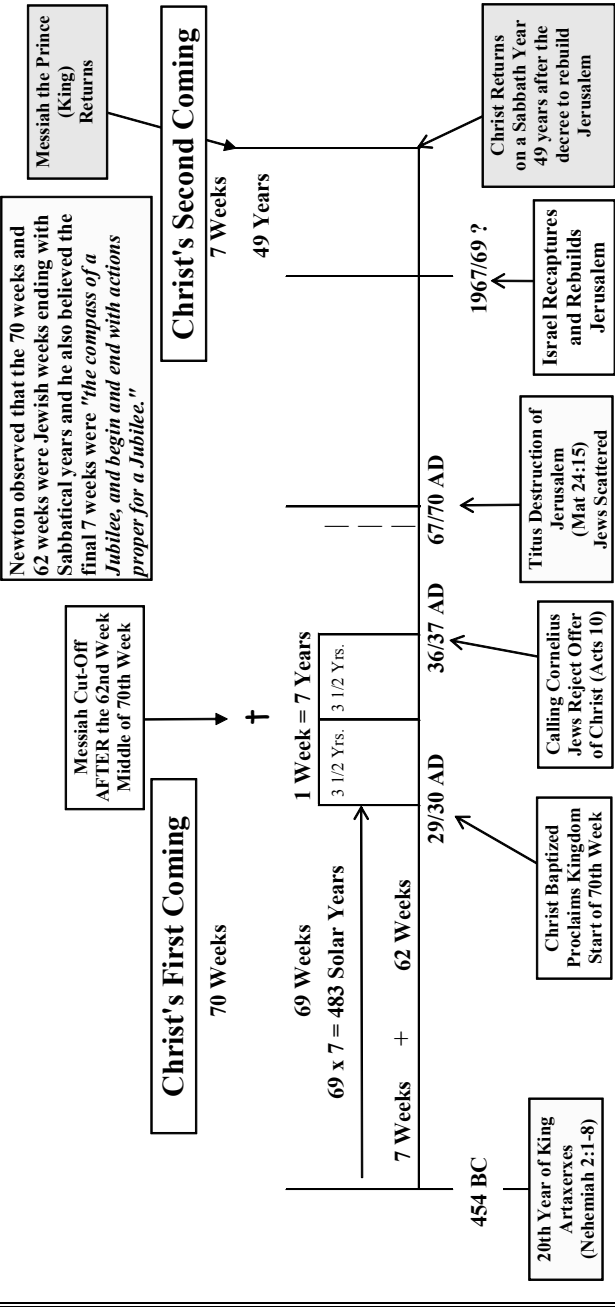 Newton observed that the 70 weeks and
62 weeks were Jewish weeks ending with
Sabbatical years and he also believed the
final 7 weeks were "the compass of a
Jubilee, and begin and end with actions
proper for a Jubilee."
Messiah the Prince
(King)
Returns
Messiah Cut-Off
AFTER the 62nd Week
Middle of 70th Week
Christ's First Coming
70 Weeks
Christ's Second Coming
7 Weeks
49 Years
69 Weeks
69 x 7 = 483 Solar Years
7 Weeks + 62 Weeks
1 Week = 7 Years
3 1/2 Yrs. 3 1/2 Yrs.
454 BC
29/30 AD
36/37 AD
67/70 AD
1967/69 ?
20th Year of King
Artaxerxes
(Nehemiah 2:1-8)
Christ Baptized
Proclaims Kingdom
Start of 70th Week
Calling Cornelius
Jews Reject Offer
of Christ (Acts 10)
Titus Destruction of
Jerusalem
(Mat 24:15)
Jews Scattered
Israel Recaptures
and Rebuilds
Jerusalem
Christ Returns
on a Sabbath Year
49 years after the
decree to rebuild
Jerusalem